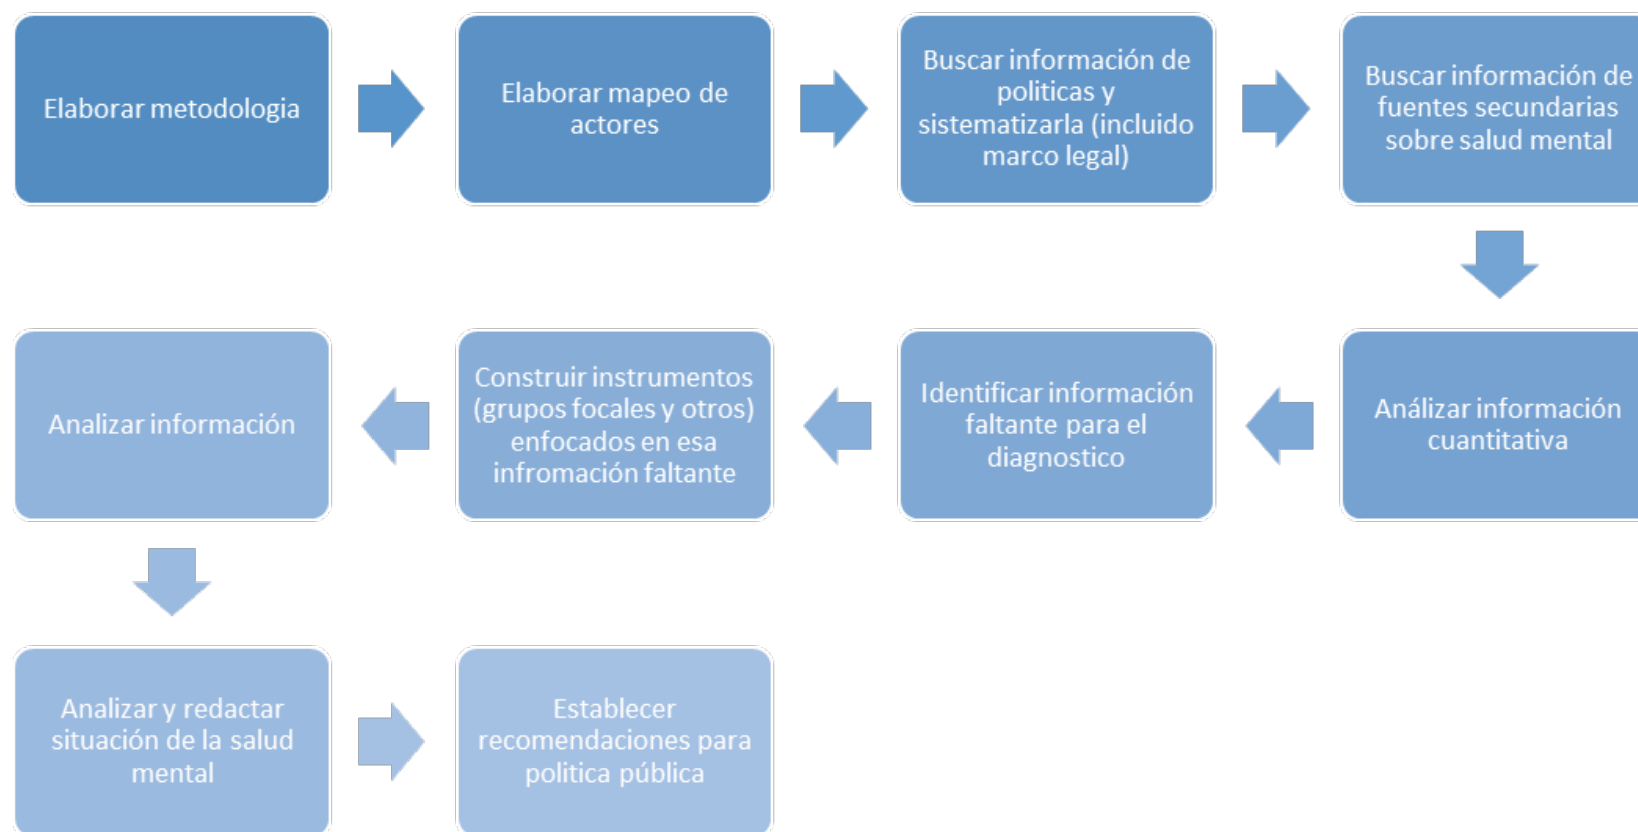 Elaborar metodologia
Elaborar mapeo de
actores
Buscar información de
politicas y
sistematizarla (incluido
marco legal)
Buscar información de
fuentes secundarias
sobre salud mental
Análizar información
cuantitativa
Identificar información
faltante para el
diagnostico
Construir instrumentos
(grupos focales y otros)
enfocados en esa
infromación faltante
Analizar información
Analizar y redactar
situación de la salud
mental
Establecer
recomendaciones para
politica pública